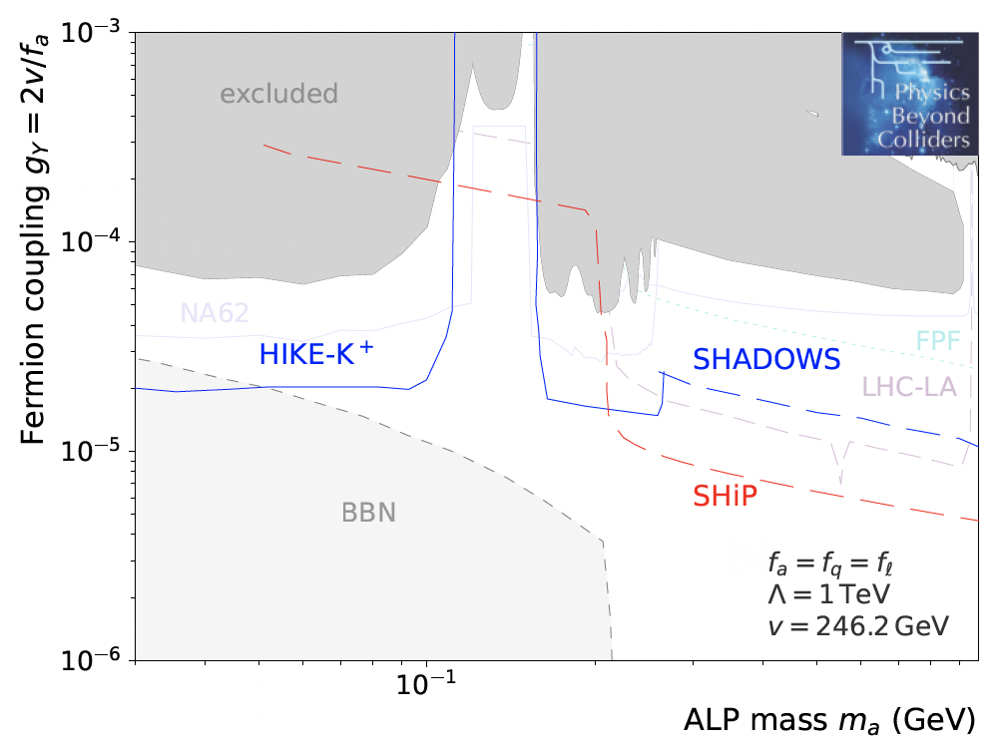 Fermion coupling g_Y = 2v/f_a
10⁻³
10⁻⁴
10⁻⁵
10⁻⁶
excluded
Physics
Beyond
Colliders
NA62
HIKE-K⁺
SHADOWS
FPF
LHC-LA
SHiP
BBN
f_a = f_q = f_ℓ
Λ = 1 TeV
v = 246.2 GeV
10⁻¹
ALP mass m_a (GeV)